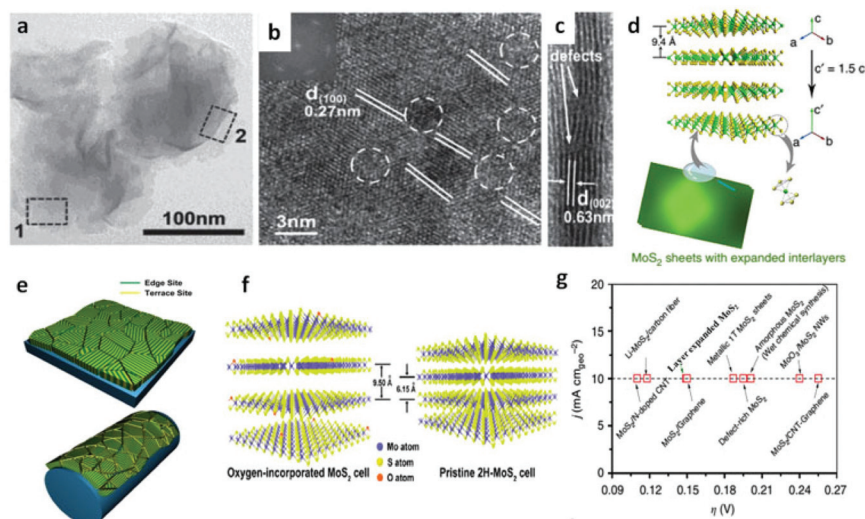 a
1
2
100nm
b
d(100)
0.27nm
3nm
c
defects
d(002)
0.63nm
d
9.4 Å
c
b
a
c' = 1.5 c
c'
b
a
MoS2 sheets with expanded interlayers
e
Edge Site
Terrace Site
f
9.50 Å
6.15 Å
Mo atom
S atom
O atom
Oxygen-incorporated MoS2 cell
Pristine 2H-MoS2 cell
g
j (mA cmgeo−2)
20
15
10
5
0
Li-MoS2/carbon fiber
Layer expanded MoS2
Metallic 1T MoS2 sheets
Amorphous MoS2
(Wet chemical synthesis)
MoO3/MoS2 NWs
MoS2/N-doped CNT
MoS2/Graphene
Defect-rich MoS2
MoS2/CNT-Graphene
0.09 0.12 0.15 0.18 0.21 0.24 0.27
η (V)